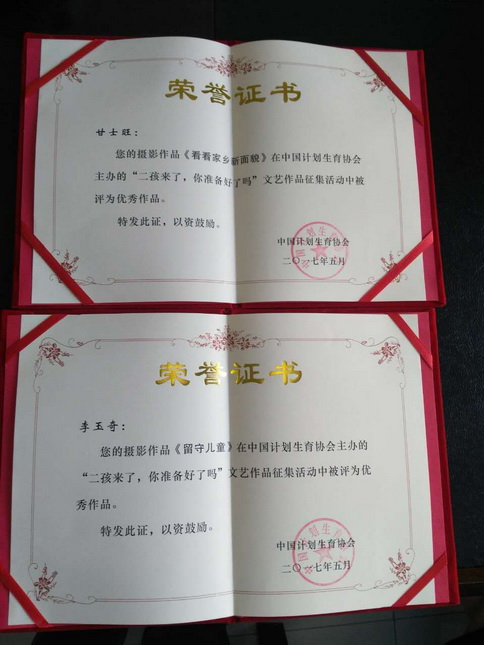 荣誉证书
甘士旺：
您的摄影作品《看看家乡新面貌》在中国计划生育协会
主办的“二孩来了，你准备好了吗”文艺作品征集活动中被
评为优秀作品。
特发此证，以资鼓励。
中国计划生育协会
二〇一七年五月
荣誉证书
李玉奇：
您的摄影作品《留守儿童》在中国计划生育协会主办的
“二孩来了，你准备好了吗”文艺作品征集活动中被评为优
秀作品。
特发此证，以资鼓励。
中国计划生育协会
二〇一七年五月